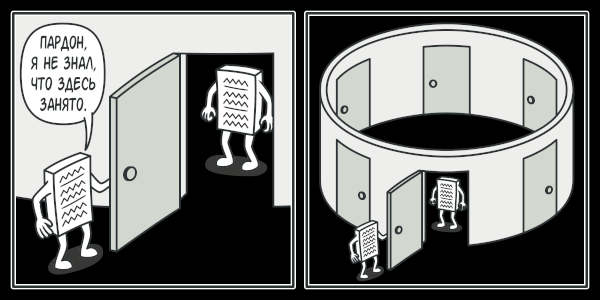 ПАРДОН,
Я НЕ ЗНАЛ,
ЧТО ЗДЕСЬ
ЗАНЯТО.